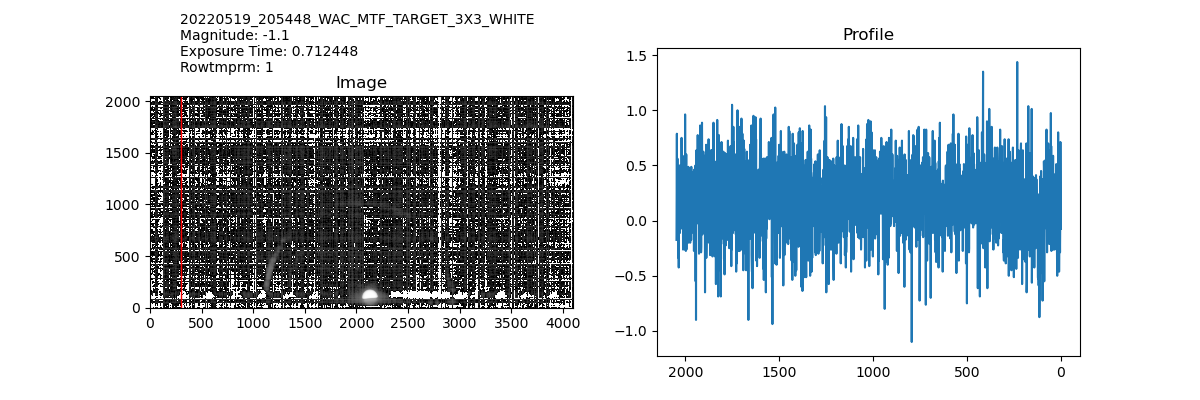 20220519_205448_WAC_MTF_TARGET_3X3_WHITE
Magnitude: -1.1
Exposure Time: 0.712448
Rowtmprm: 1
Image
2000
1500
1000
500
0
0 500 1000 1500 2000 2500 3000 3500 4000
Profile
1.5
1.0
0.5
0.0
−0.5
−1.0
2000 1500 1000 500 0